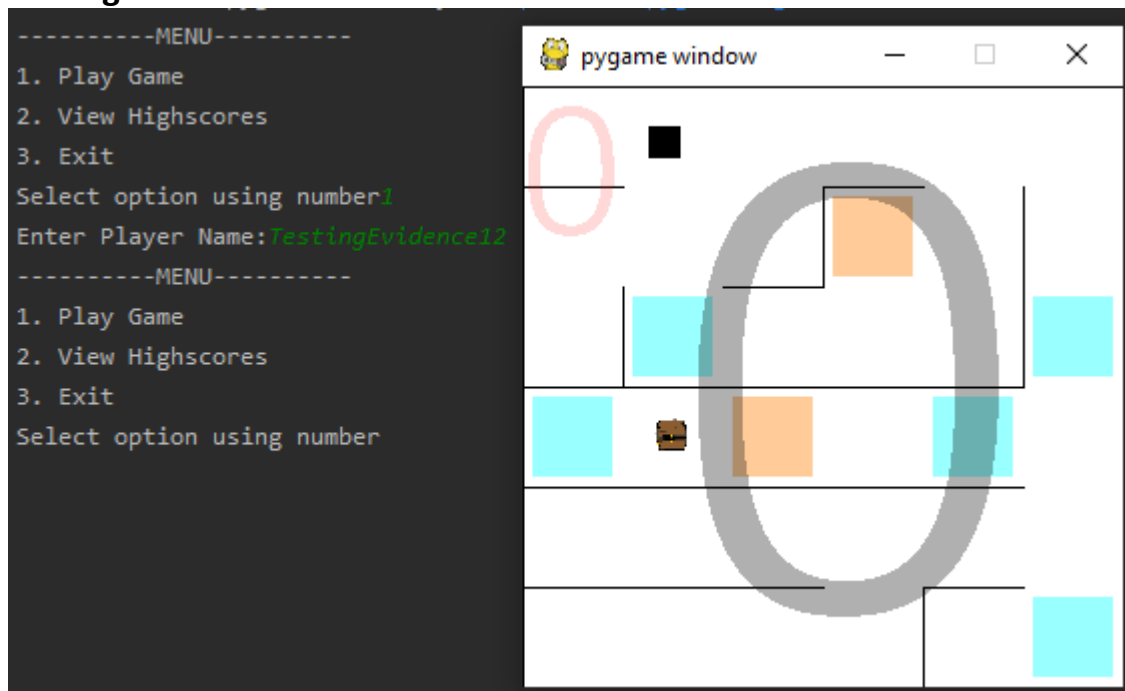 ----------MENU----------
1. Play Game
2. View Highscores
3. Exit
Select option using number1
Enter Player Name:TestingEvidence12
----------MENU----------
1. Play Game
2. View Highscores
3. Exit
Select option using number
pygame window
0
0